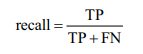 recall = TP / (TP + FN)